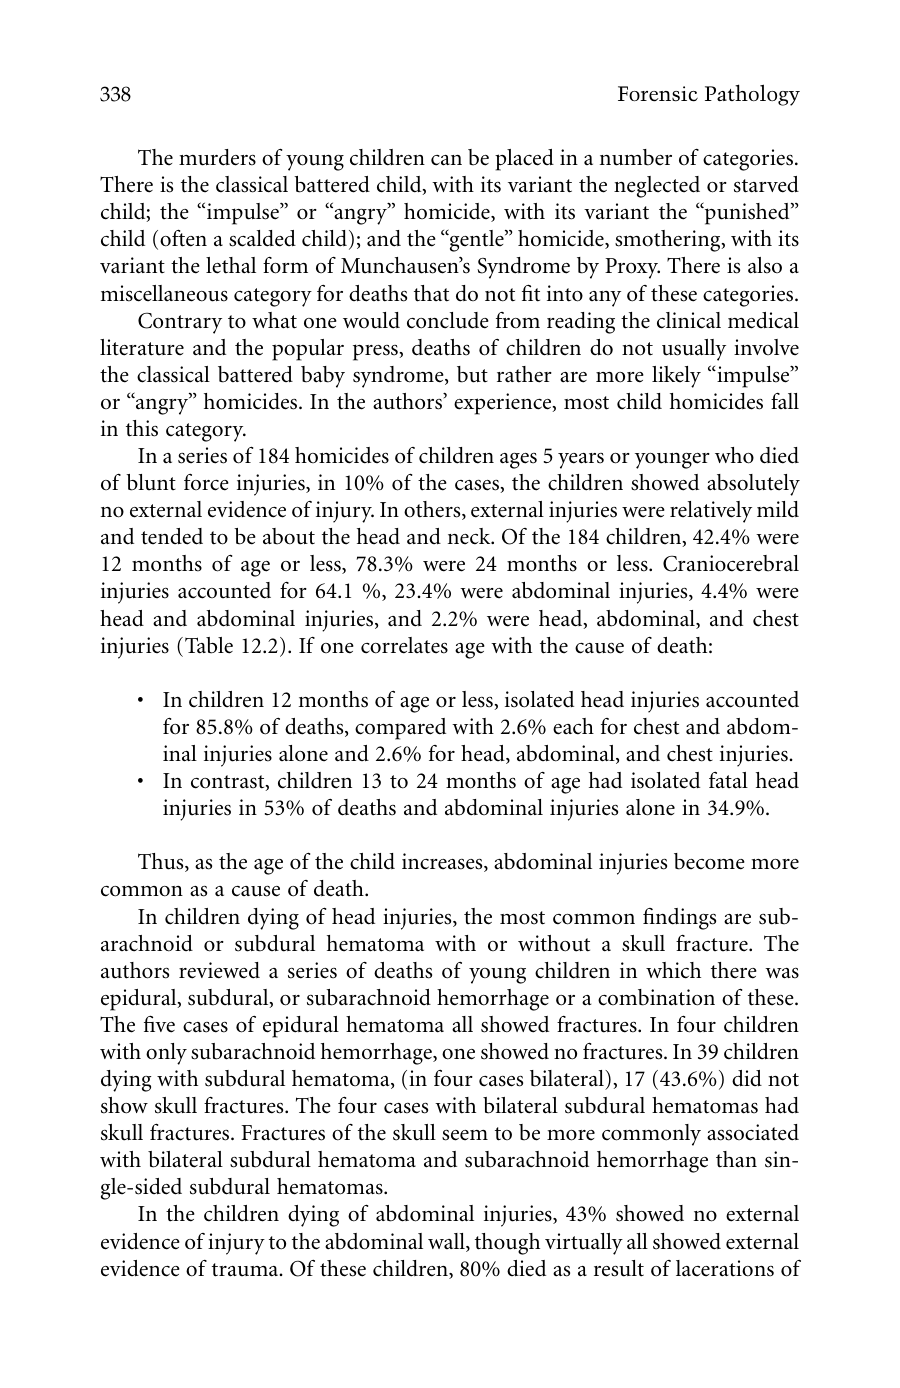 338
Forensic Pathology
The murders of young children can be placed in a number of categories.
There is the classical battered child, with its variant the neglected or starved
child; the “impulse” or “angry” homicide, with its variant the “punished”
child (often a scalded child); and the “gentle” homicide, smothering, with its
variant the lethal form of Munchausen’s Syndrome by Proxy. There is also a
miscellaneous category for deaths that do not fit into any of these categories.
Contrary to what one would conclude from reading the clinical medical
literature and the popular press, deaths of children do not usually involve
the classical battered baby syndrome, but rather are more likely “impulse”
or “angry” homicides. In the authors’ experience, most child homicides fall
in this category.
In a series of 184 homicides of children ages 5 years or younger who died
of blunt force injuries, in 10% of the cases, the children showed absolutely
no external evidence of injury. In others, external injuries were relatively mild
and tended to be about the head and neck. Of the 184 children, 42.4% were
12 months of age or less, 78.3% were 24 months or less. Craniocerebral
injuries accounted for 64.1 %, 23.4% were abdominal injuries, 4.4% were
head and abdominal injuries, and 2.2% were head, abdominal, and chest
injuries (Table 12.2). If one correlates age with the cause of death:
• In children 12 months of age or less, isolated head injuries accounted
for 85.8% of deaths, compared with 2.6% each for chest and abdom-
inal injuries alone and 2.6% for head, abdominal, and chest injuries.
• In contrast, children 13 to 24 months of age had isolated fatal head
injuries in 53% of deaths and abdominal injuries alone in 34.9%.
Thus, as the age of the child increases, abdominal injuries become more
common as a cause of death.
In children dying of head injuries, the most common findings are sub-
arachnoid or subdural hematoma with or without a skull fracture. The
authors reviewed a series of deaths of young children in which there was
epidural, subdural, or subarachnoid hemorrhage or a combination of these.
The five cases of epidural hematoma all showed fractures. In four children
with only subarachnoid hemorrhage, one showed no fractures. In 39 children
dying with subdural hematoma, (in four cases bilateral), 17 (43.6%) did not
show skull fractures. The four cases with bilateral subdural hematomas had
skull fractures. Fractures of the skull seem to be more commonly associated
with bilateral subdural hematoma and subarachnoid hemorrhage than sin-
gle-sided subdural hematomas.
In the children dying of abdominal injuries, 43% showed no external
evidence of injury to the abdominal wall, though virtually all showed external
evidence of trauma. Of these children, 80% died as a result of lacerations of